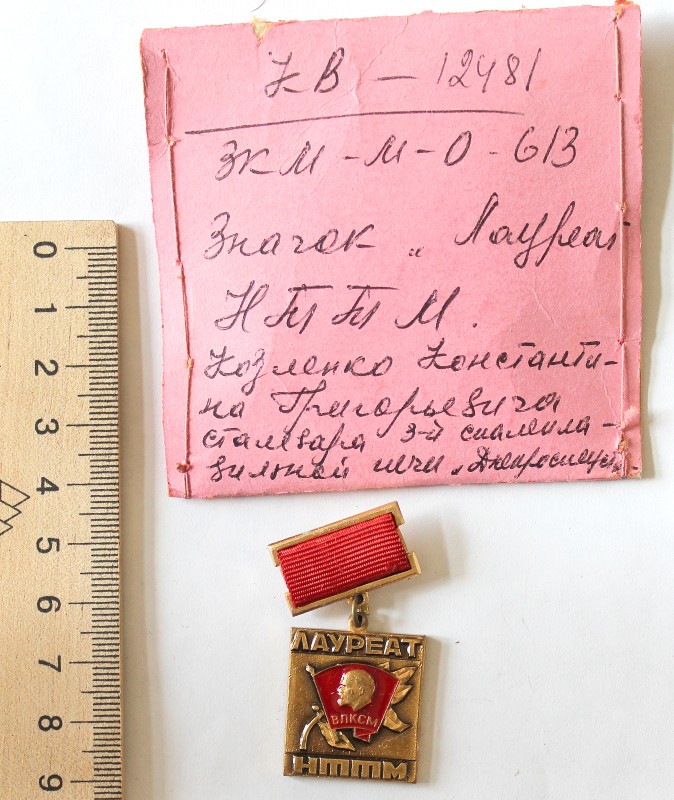 КВ - 12481
ЗКМ - М - О - 613
Значок „ Лауреат
НТТМ.
Козленко Константи-
на Григорьевича
сталевара 3-й сталепла-
вильной печи „Днепроспецст.
ЛАУРЕАТ
ВЛКСМ
НТТМ
0
1
2
3
4
5
6
7
8
9